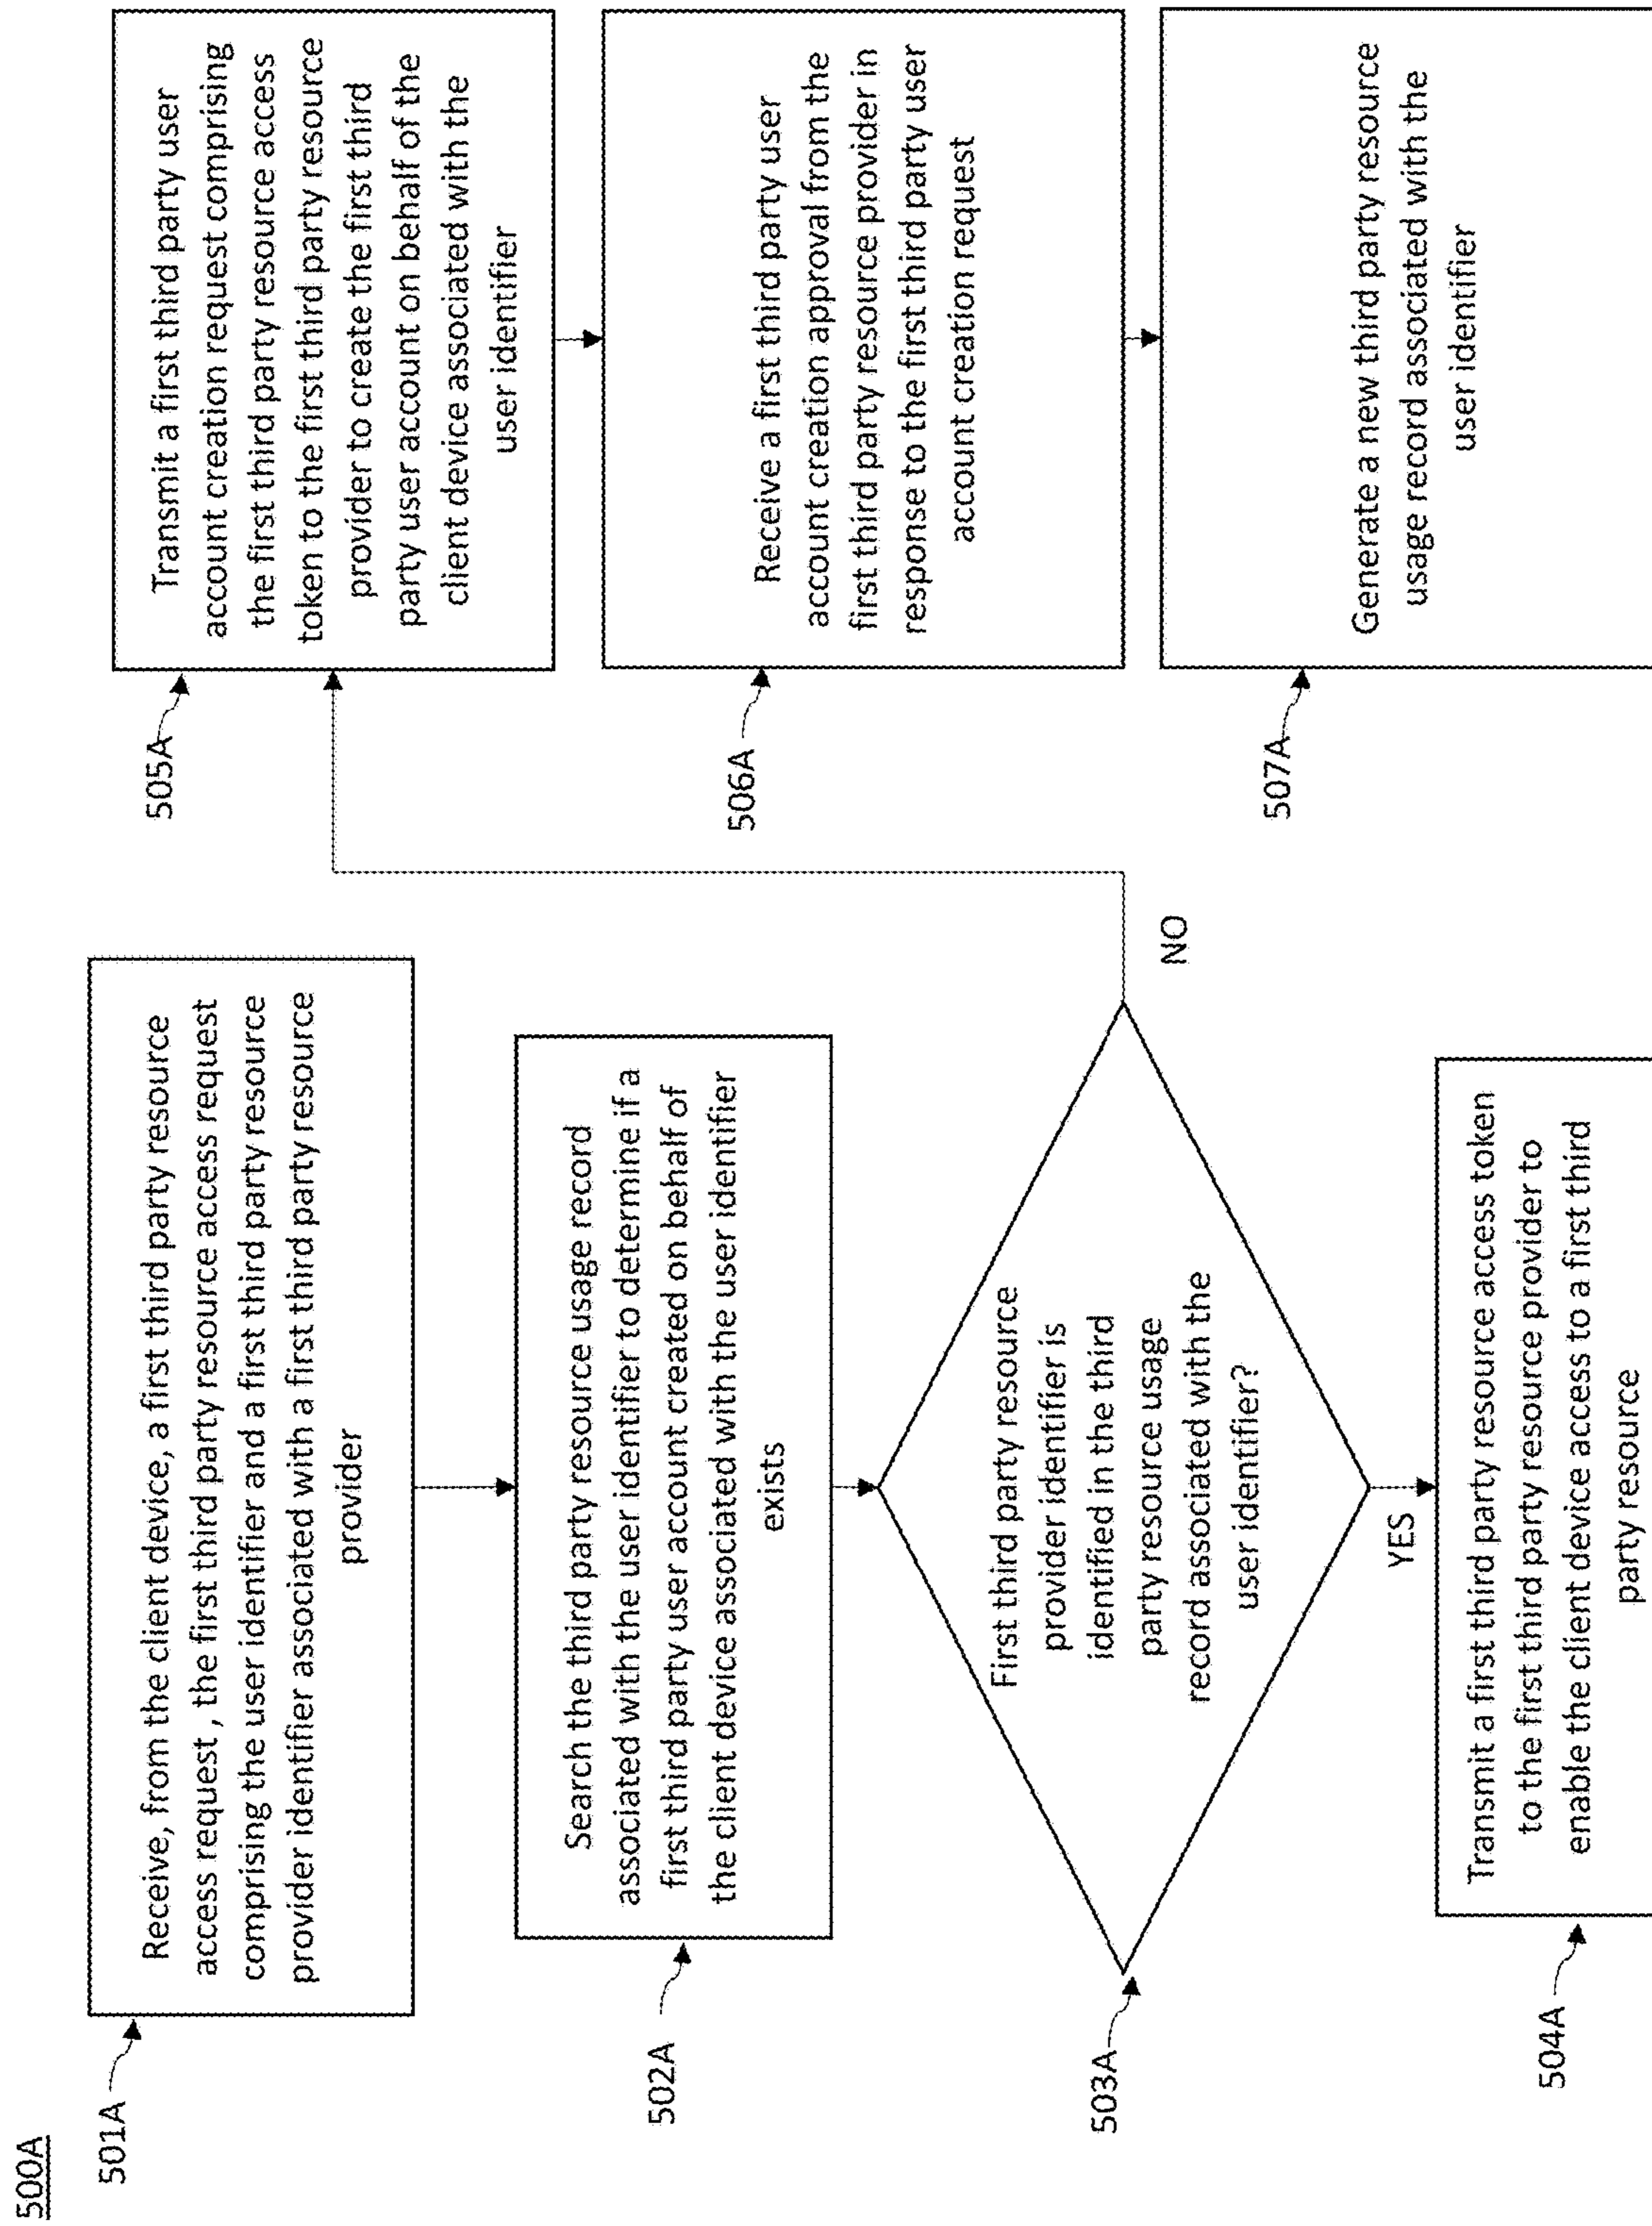 500A
501A
Receive, from the client device, a first third party resource
access request , the first third party resource access request
comprising the user identifier and a first third party resource
provider identifier associated with a first third party resource
provider
502A
Search the third party resource usage record
associated with the user identifier to determine if a
first third party user account created on behalf of
the client device associated with the user identifier
exists
503A
First third party resource
provider identifier is
identified in the third
party resource usage
record associated with the
user identifier?
NO
YES
504A
Transmit a first third party resource access token
to the first third party resource provider to
enable the client device access to a first third
party resource
505A
Transmit a first third party user
account creation request comprising
the first third party resource access
token to the first third party resource
provider to create the first third
party user account on behalf of the
client device associated with the
user identifier
506A
Receive a first third party user
account creation approval from the
first third party resource provider in
response to the first third party user
account creation request
507A
Generate a new third party resource
usage record associated with the
user identifier